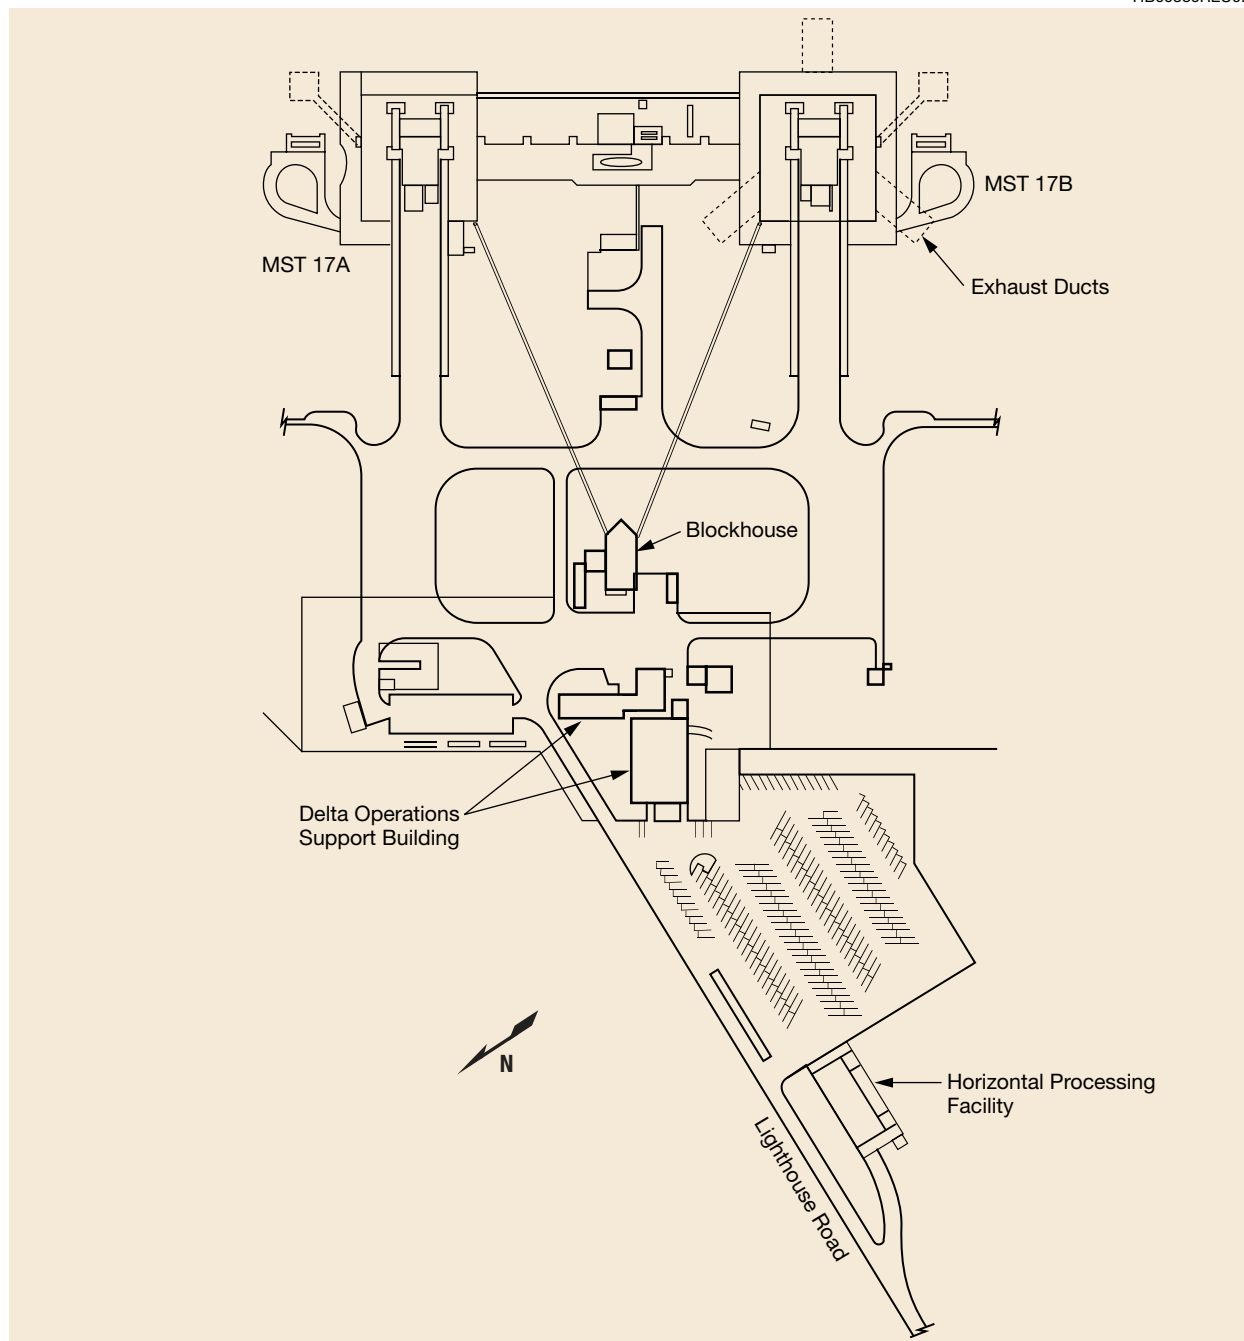 MST 17B
MST 17A
Exhaust Ducts
Blockhouse
Delta Operations
Support Building
N
Horizontal Processing
Facility
Lighthouse Road